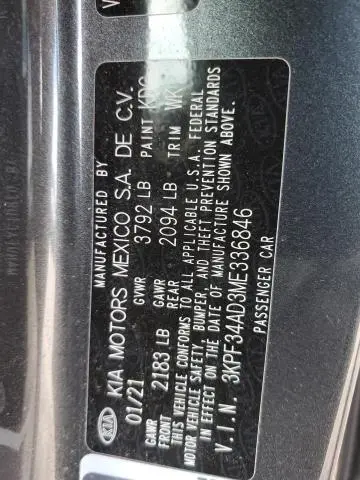 MANUFACTURED BY
KIA KIA MOTORS MEXICO S.A. DE C.V.
01/21 GVWR 3792 LB PAINT KDG
GAWR FRONT 2183 LB GAWR REAR 2094 LB TRIM WK
THIS VEHICLE CONFORMS TO ALL APPLICABLE U.S.A. FEDERAL
MOTOR VEHICLE SAFETY, BUMPER, AND THEFT PREVENTION STANDARDS
IN EFFECT ON THE DATE OF MANUFACTURE SHOWN ABOVE.
V.I.N. 3KPF34AD3ME336846
PASSENGER CAR